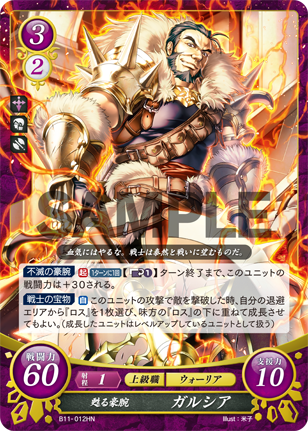 3
2
SAMPLE
血気にはやるな。戦士は泰然と戦いに望むものだ。
不滅の豪腕 起 1ターンに1回 1 ターン終了まで、このユニットの
戦闘力は+30される。
戦士の宝物 自 このユニットの攻撃で敵を撃破した時、自分の退避
エリアから『ロス』を1枚選び、味方の『ロス』の下に重ねて成長さ
せてもよい。(成長したユニットはレベルアップしているユニットとして扱う)
戦闘力
60
射程 1 上級職 ウォーリア
支援力
10
甦る豪腕 ガルシア
B11-012HN
Illust:米子